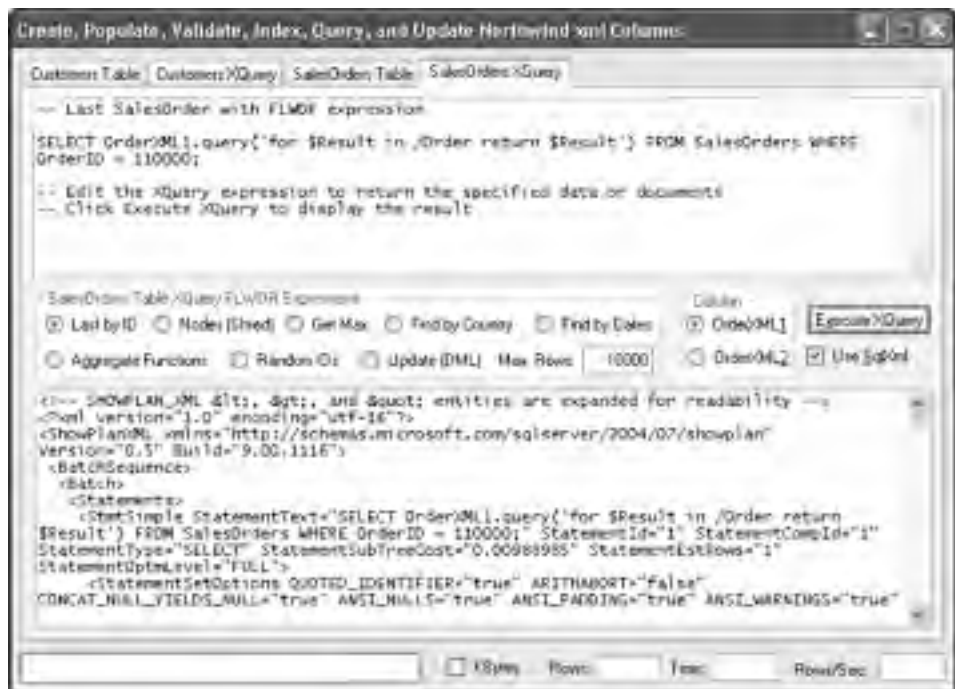 Create, Populate, Validate, Index, Query, and Update Northwind xml Columns
Customers Table Customers XQuery SalesOrders Table SalesOrders XQuery
-- Last SalesOrder with FLWOR expression
SELECT OrderXML1.query('for $Result in /Order return $Result') FROM SalesOrders WHERE
OrderID = 110000;
-- Edit the XQuery expression to return the specified data or documents
-- Click Execute XQuery to display the result
SalesOrders Table XQuery FLWOR Expression Column
Last by ID Nodes (Shred) Get Max Find by Country Find by Dates OrderXML1 Execute XQuery
Aggregate Functions Random IDs Update (DML) Max Rows 10000 OrderXML2 Use SqlXml
<!-- SHOWPLAN_XML &lt;, &gt;, and &quot; entities are expanded for readability -->
<?xml version="1.0" encoding="utf-16"?>
<ShowPlanXML xmlns="http://schemas.microsoft.com/sqlserver/2004/07/showplan"
Version="0.5" Build="9.00.1116">
<BatchSequence>
<Batch>
<Statements>
<StmtSimple StatementText="SELECT OrderXML1.query('for $Result in /Order return
$Result') FROM SalesOrders WHERE OrderID = 110000;" StatementId="1" StatementCompId="1"
StatementType="SELECT" StatementSubTreeCost="0.00988985" StatementEstRows="1"
StatementOptmLevel="FULL">
<StatementSetOptions QUOTED_IDENTIFIER="true" ARITHABORT="false"
CONCAT_NULL_YIELDS_NULL="true" ANSI_NULLS="true" ANSI_PADDING="true" ANSI_WARNINGS="true"
Rows: Time: Rows/Sec: